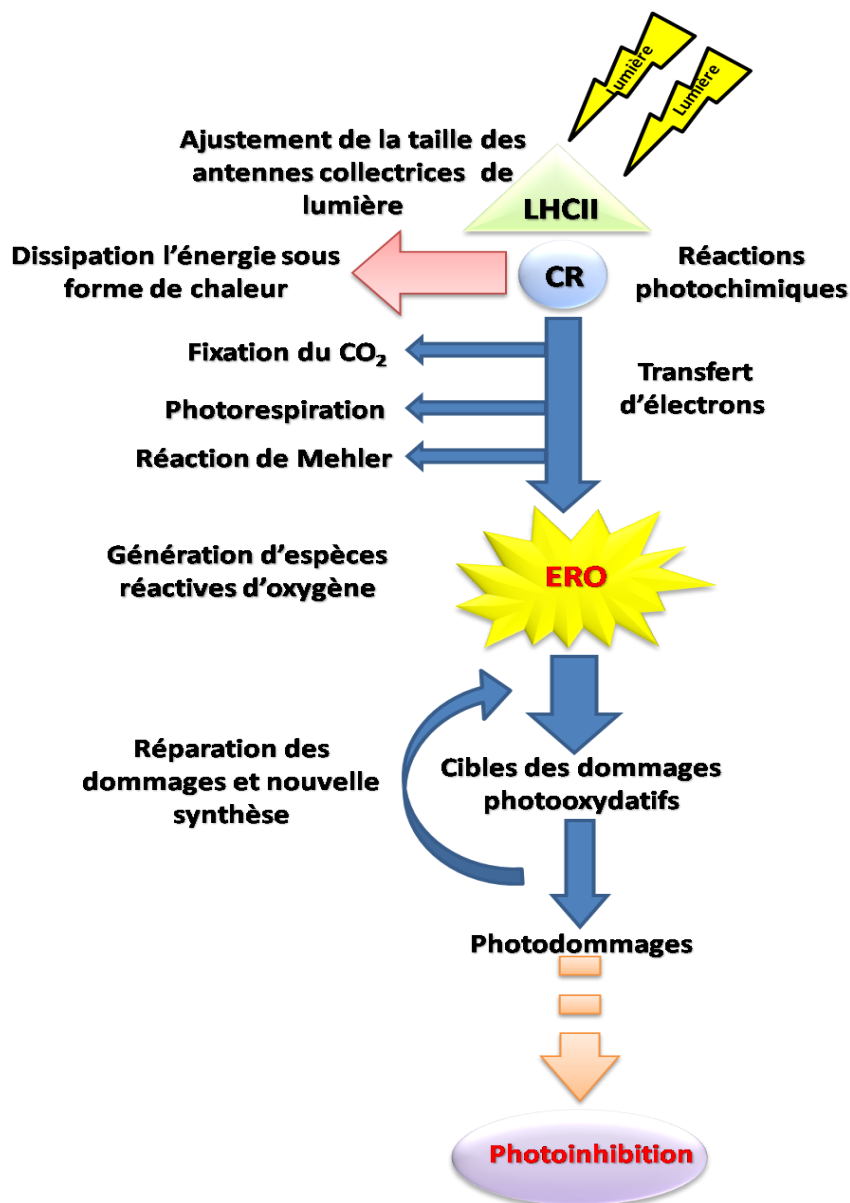 Lumière
Lumière
Ajustement de la taille des
antennes collectrices de
lumière
LHCII
Dissipation l'énergie sous
forme de chaleur
CR
Réactions
photochimiques
Fixation du CO₂
Transfert
d'électrons
Photorespiration
Réaction de Mehler
Génération d'espèces
réactives d'oxygène
ERO
Réparation des
dommages et nouvelle
synthèse
Cibles des dommages
photooxydatifs
Photodommages
Photoinhibition